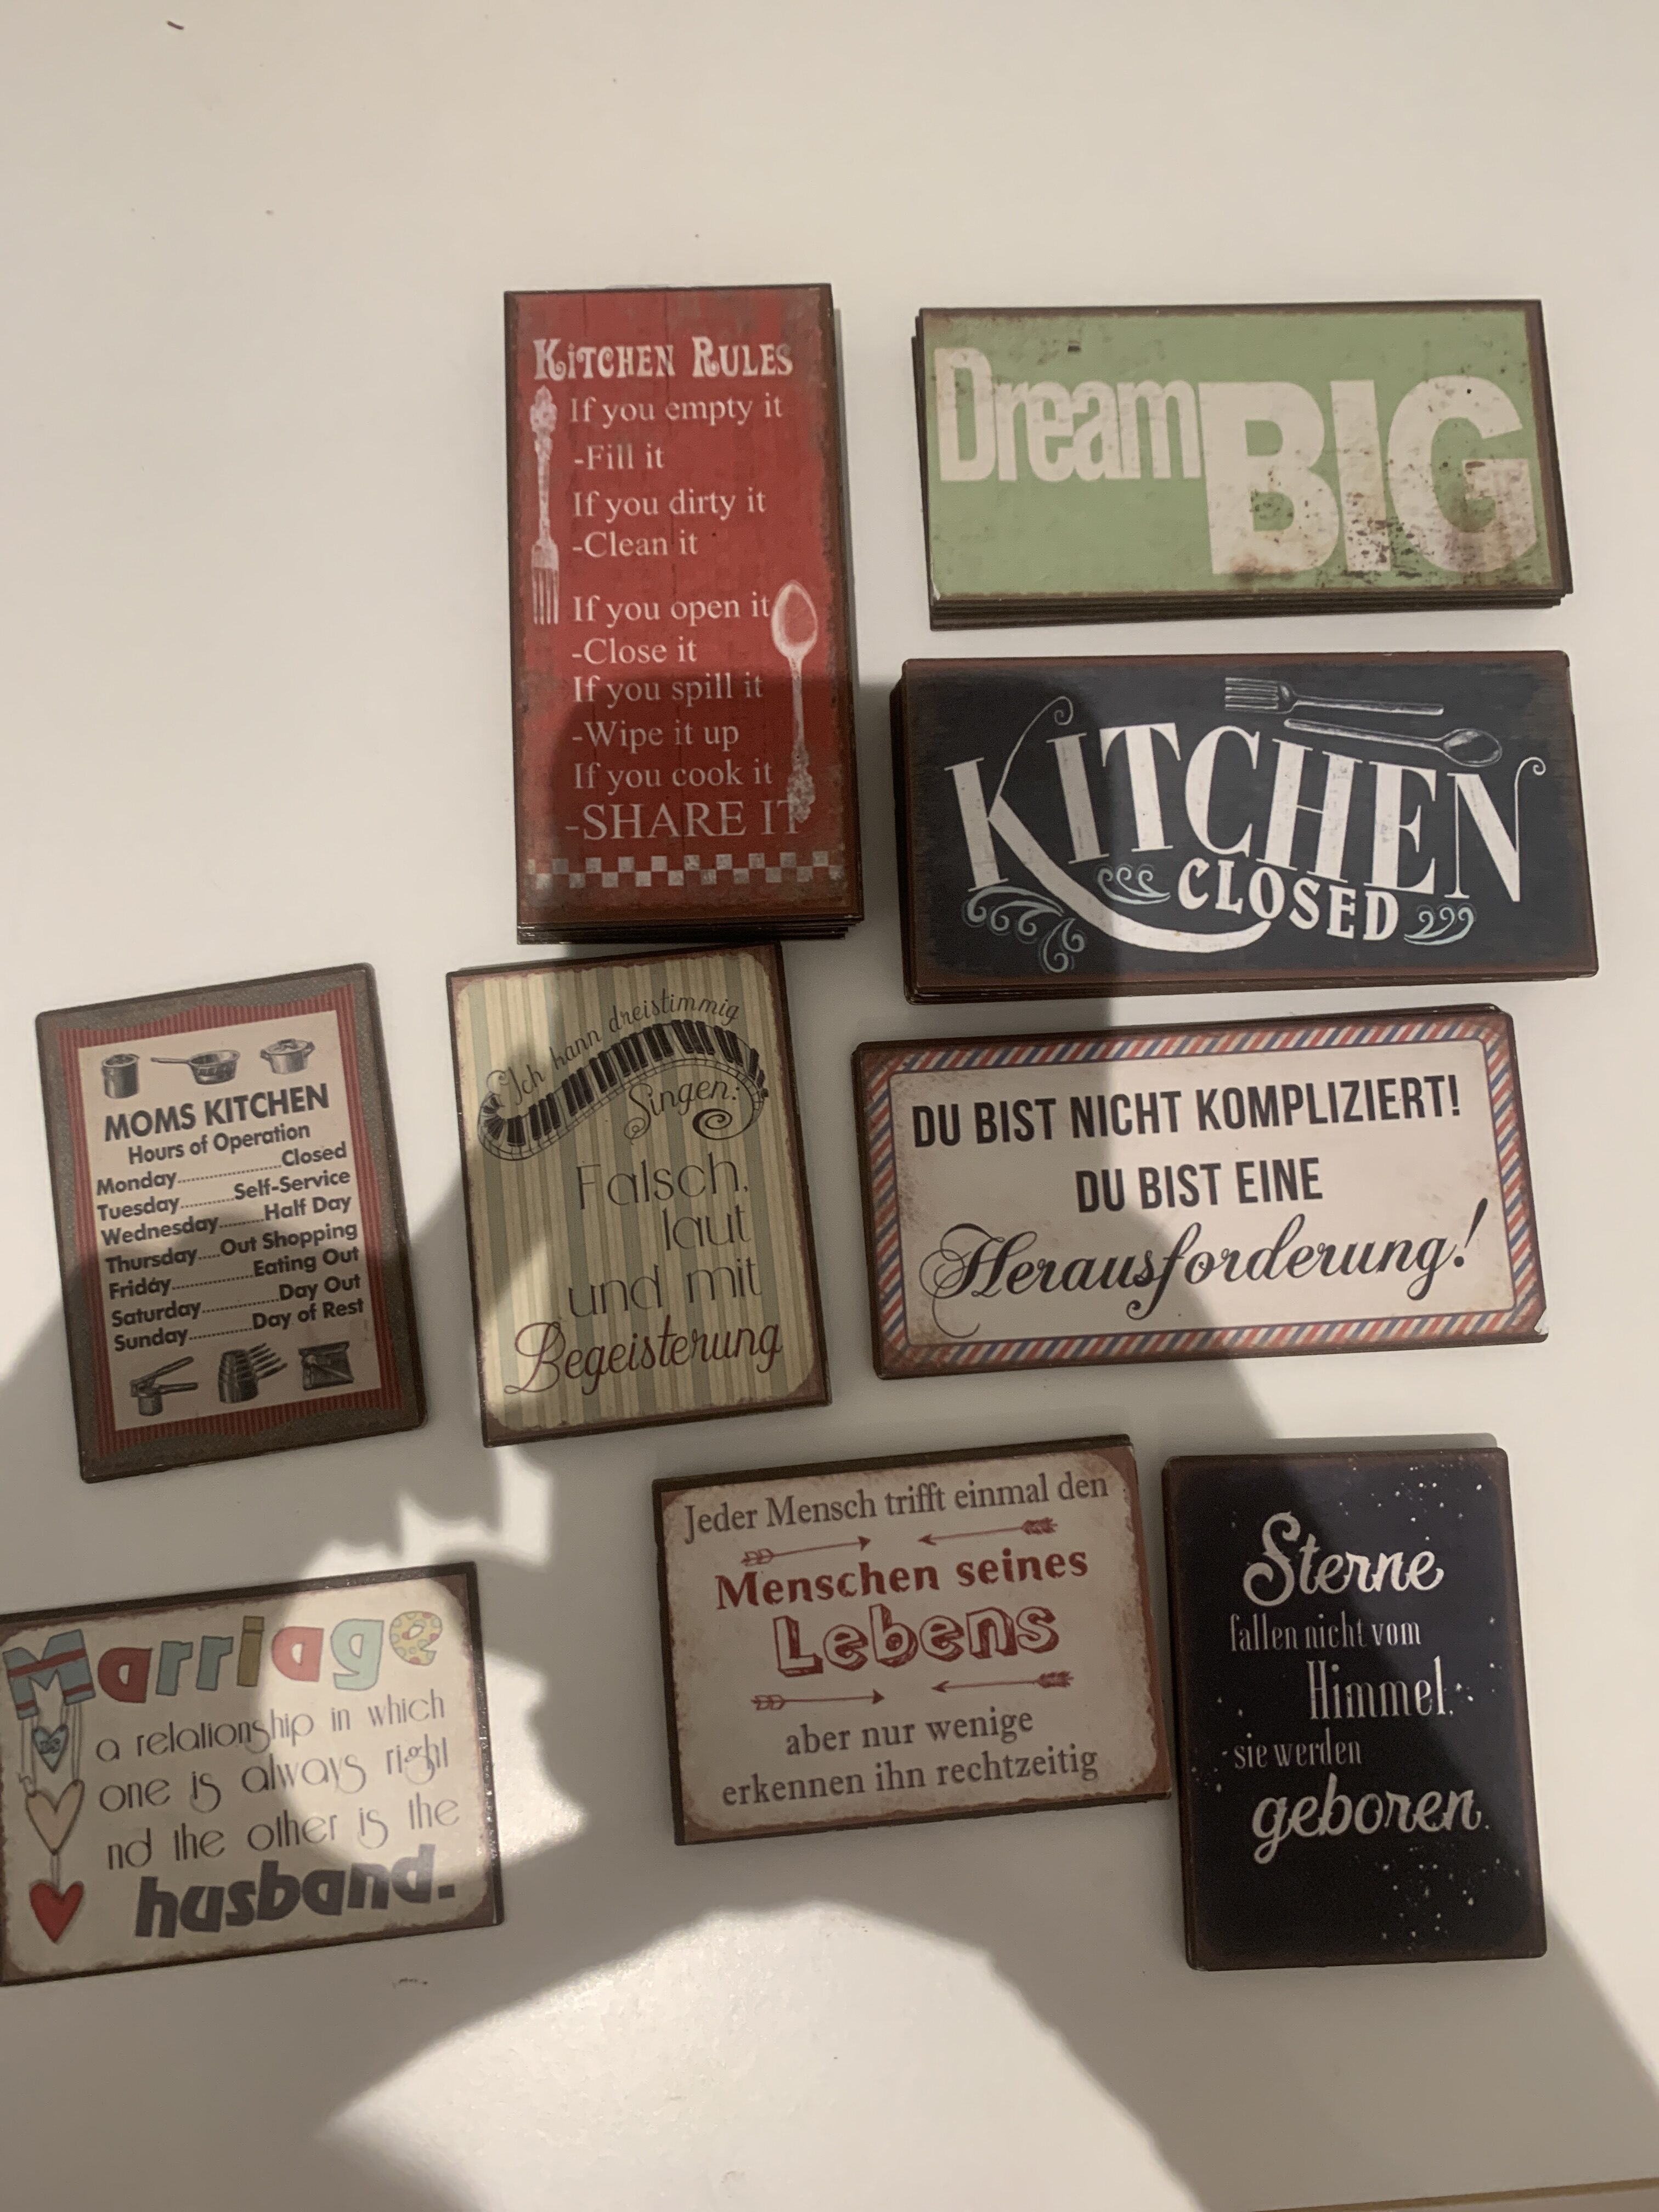 KITCHEN RULES
If you empty it
-Fill it
If you dirty it
-Clean it
If you open it
-Close it
If you spill it
-Wipe it up
If you cook it
-SHARE IT
Dream BIG
KITCHEN
CLOSED
MOMS KITCHEN
Hours of Operation
Monday..............................Closed
Tuesday..........Self-Service
Wednesday..........Half Day
Thursday.....Out Shopping
Friday..................Eating Out
Saturday.................Day Out
Sunday..............Day of Rest
Ich kann dreistimmig
Singen:
Falsch,
laut
und mit
Begeisterung
DU BIST NICHT KOMPLIZIERT!
DU BIST EINE
Herausforderung!
Marriage
a relationship in which
one is always right
nd the other is the
husband.
Jeder Mensch trifft einmal den
Menschen seines
Lebens
aber nur wenige
erkennen ihn rechtzeitig
Sterne
fallen nicht vom
Himmel,
sie werden
geboren.